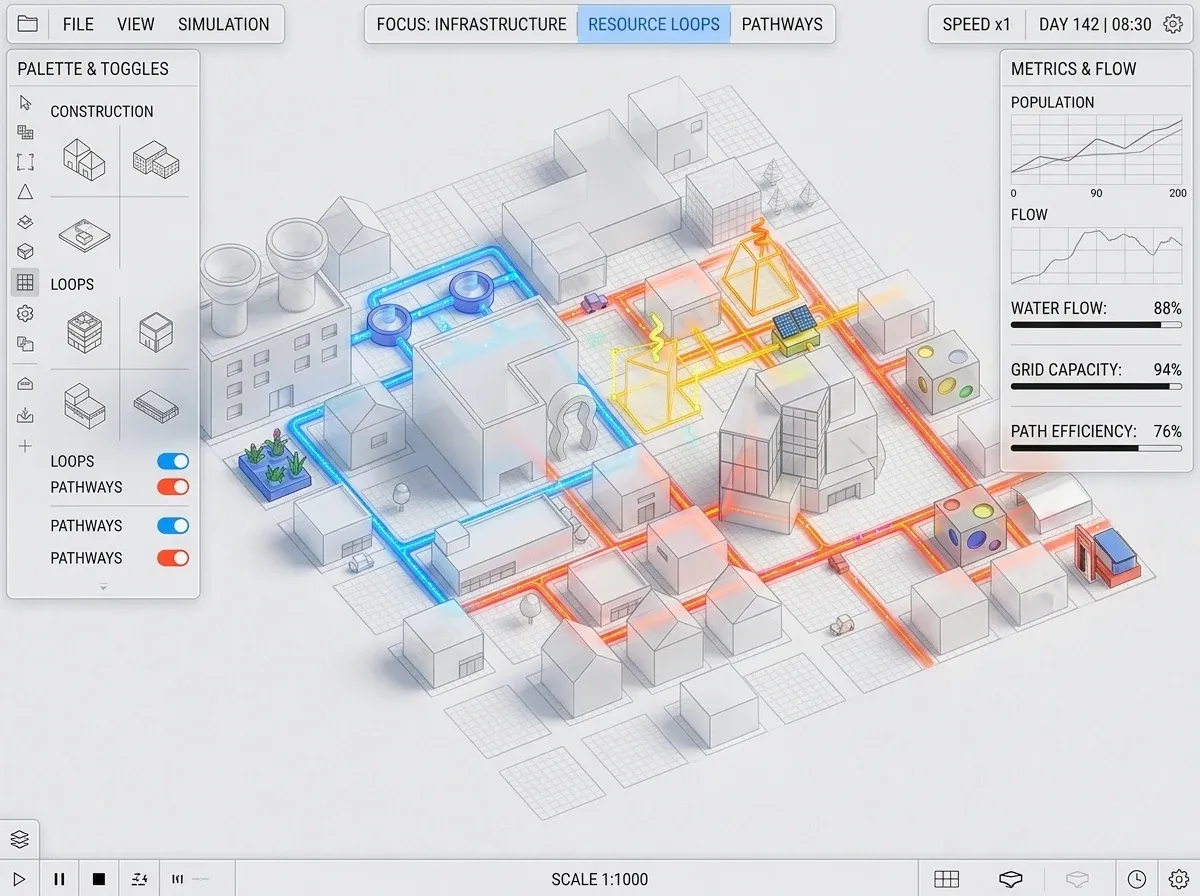 FILE VIEW SIMULATION
FOCUS: INFRASTRUCTURE RESOURCE LOOPS PATHWAYS
SPEED x1 DAY 142 | 08:30
PALETTE & TOGGLES
CONSTRUCTION
LOOPS
LOOPS
PATHWAYS
PATHWAYS
PATHWAYS
METRICS & FLOW
POPULATION
0 90 200
FLOW
WATER FLOW: 88%
GRID CAPACITY: 94%
PATH EFFICIENCY: 76%
SCALE 1:1000